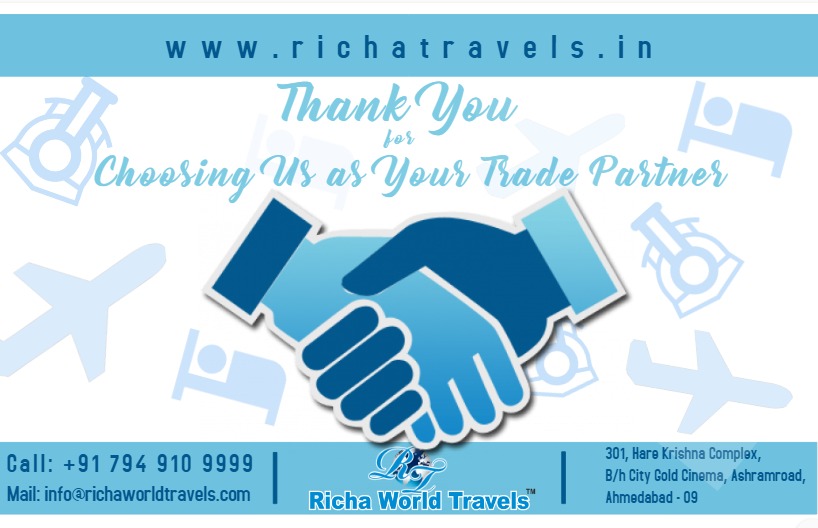 www.richatravels.in
Thank You
for
Choosing Us as Your Trade Partner
Call: +91 794 910 9999
Mail: info@richaworldtravels.com
RT
Richa World Travels™
301, Hare Krishna Complex,
B/h City Gold Cinema, Ashramroad,
Ahmedabad - 09